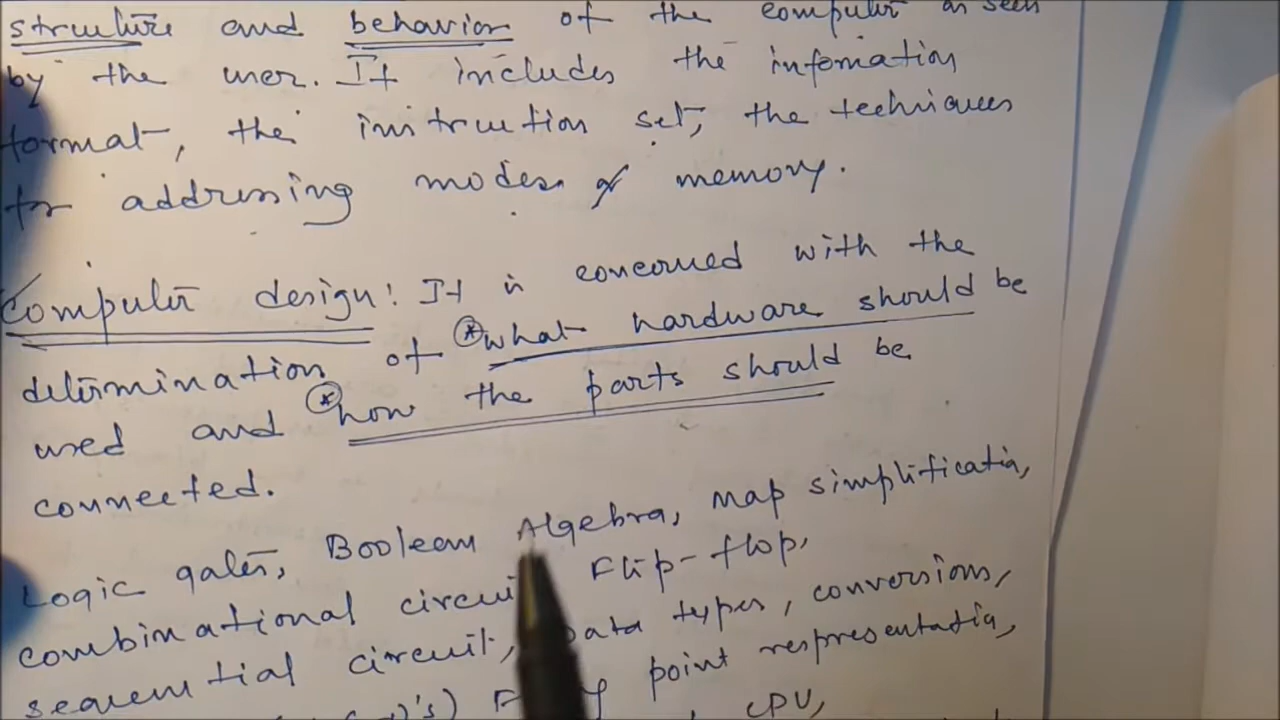 structure and behavior of the computer as seen
by the user. It includes the infomation
format, the instruction set, the techniques
for addressing modes of memory.
Computer design: It is concerned with the
determination of * what hardware should be
used and * how the parts should be
connected.
Logic gates, Boolean Algebra, map simplification,
combinational circuit Flip-flop,
sequential circuit, Data types, conversions,
)'s) point respresentation,
CPU,